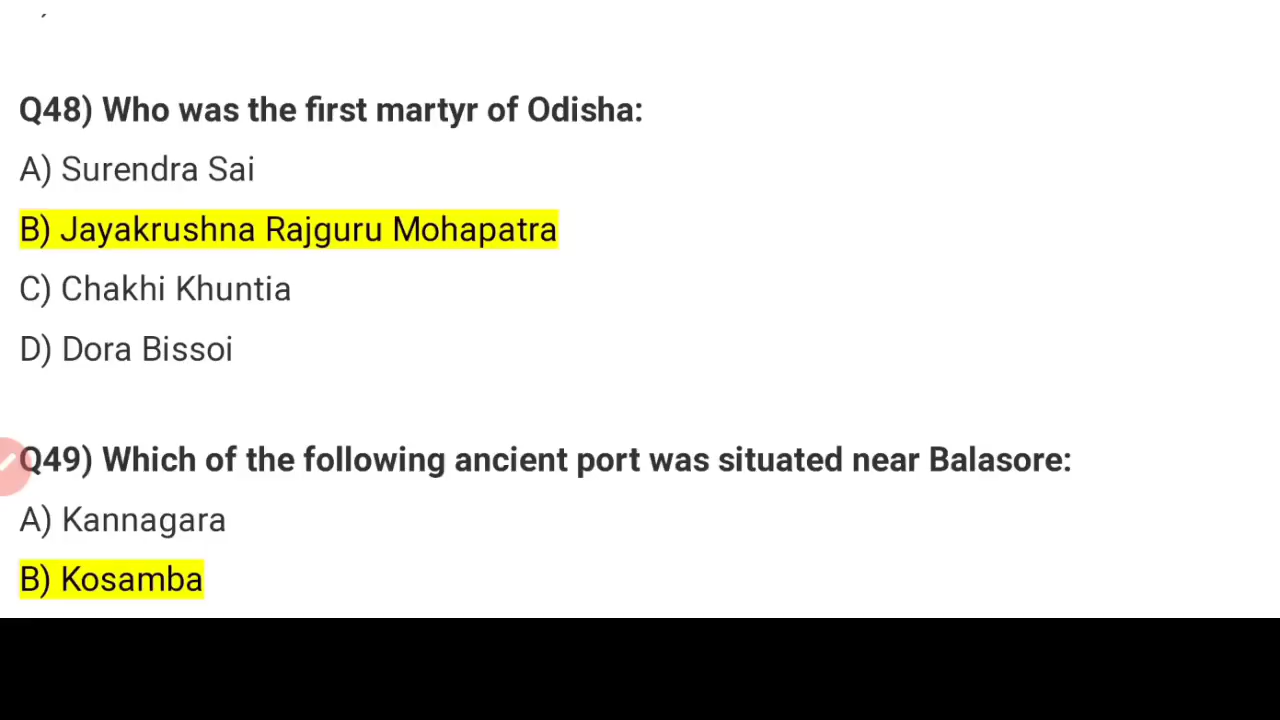 Q48) Who was the first martyr of Odisha:
A) Surendra Sai
B) Jayakrushna Rajguru Mohapatra
C) Chakhi Khuntia
D) Dora Bissoi
Q49) Which of the following ancient port was situated near Balasore:
A) Kannagara
B) Kosamba